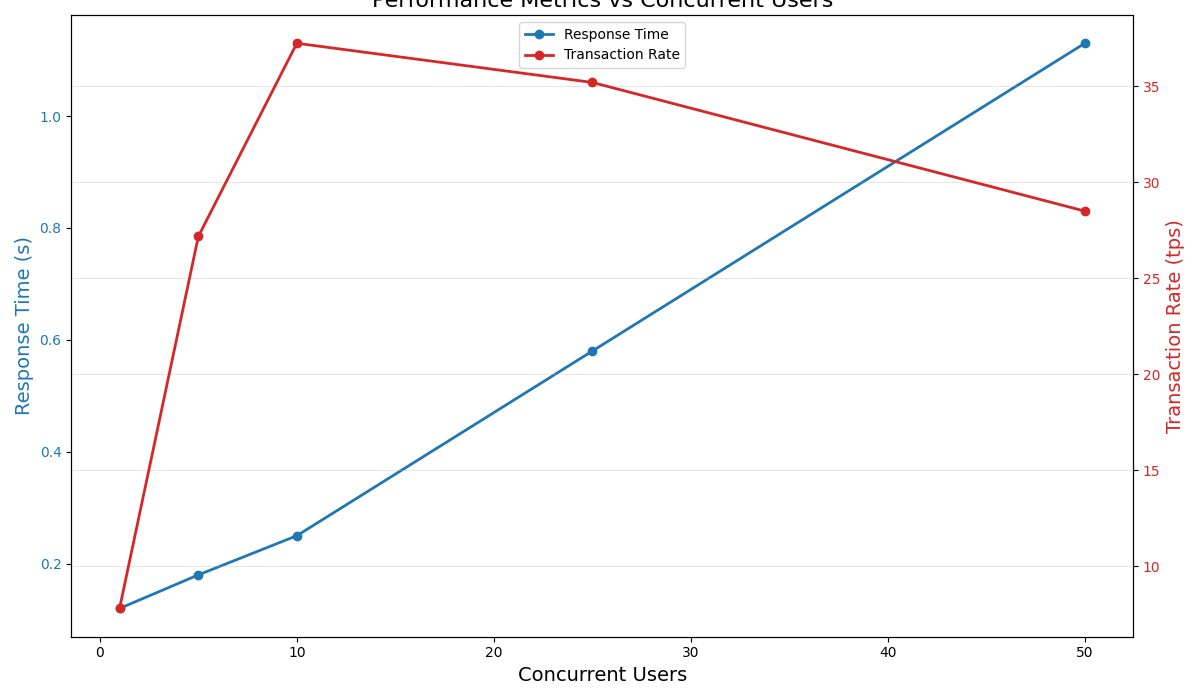 Performance Metrics vs Concurrent Users
Response Time
Transaction Rate
Response Time (s)
1.0
0.8
0.6
0.4
0.2
35
30
25
20
15
10
Transaction Rate (tps)
0 10 20 30 40 50
Concurrent Users